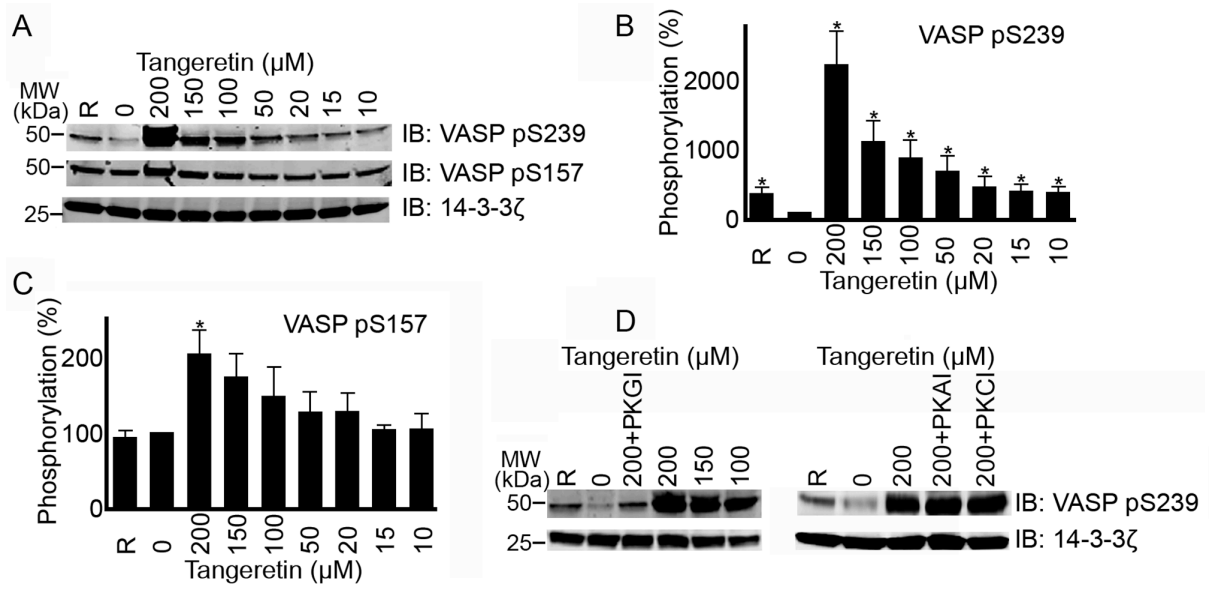 A
Tangeretin (µM)
MW
(kDa)
R 0 200 150 100 50 20 15 10
50 IB: VASP pS239
50 IB: VASP pS157
25 IB: 14-3-3ζ
B
VASP pS239
Phosphorylation (%)
2000
1000
0
R 0 200 150 100 50 20 15 10
Tangeretin (µM)
* * * * * * * *
C
VASP pS157
Phosphorylation (%)
*
200
100
0
R 0 200 150 100 50 20 15 10
Tangeretin (µM)
D
Tangeretin (µM) Tangeretin (µM)
MW
(kDa)
R 0 200+PKGI 200 150 100 R 0 200 200+PKAI 200+PKCI
50 IB: VASP pS239
25 IB: 14-3-3ζ